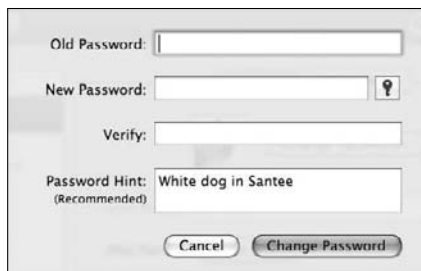 Old Password:
New Password:
Verify:
Password Hint: White dog in Santee
(Recommended)
Cancel Change Password